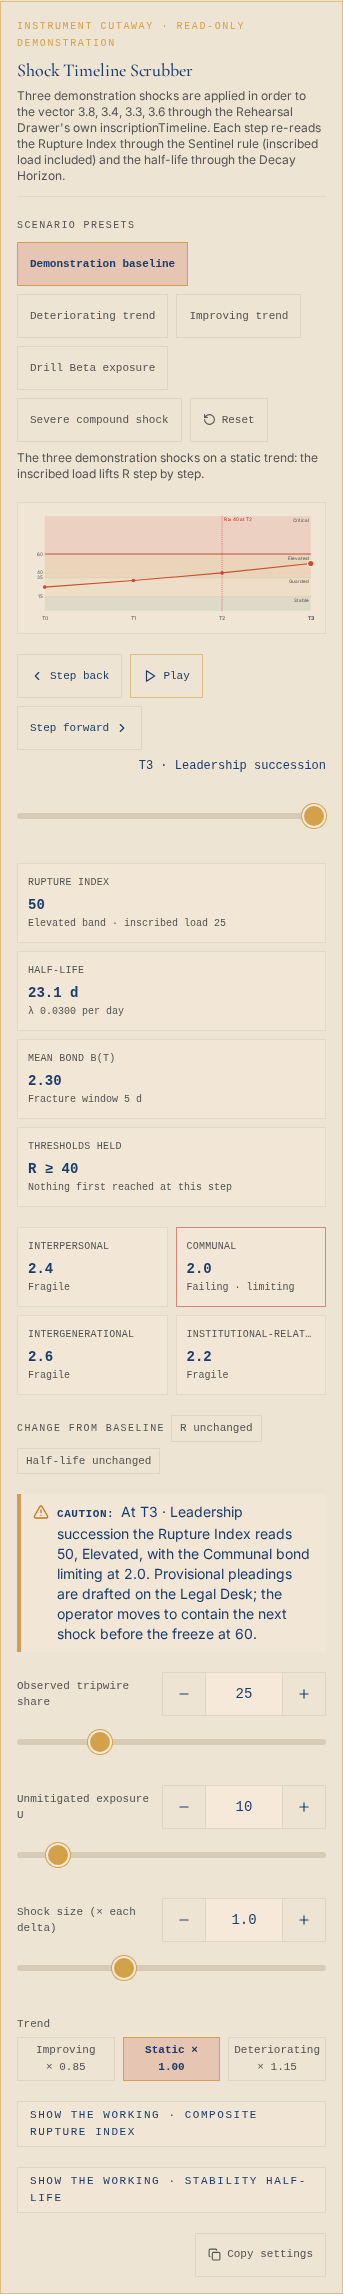 INSTRUMENT CUTAWAY · READ-ONLY
DEMONSTRATION
Shock Timeline Scrubber
Three demonstration shocks are applied in order to
the vector 3.8, 3.4, 3.3, 3.6 through the Rehearsal
Drawer's own inscriptionTimeline. Each step re-reads
the Rupture Index through the Sentinel rule (inscribed
load included) and the half-life through the Decay
Horizon.
SCENARIO PRESETS
Demonstration baseline
Deteriorating trend
Improving trend
Drill Beta exposure
Severe compound shock
Reset
The three demonstration shocks on a static trend: the
inscribed load lifts R step by step.
R ≥ 40 at T2
Critical
60
Elevated
40
35
Guarded
15
Stable
T0
T1
T2
T3
Step back
Play
Step forward
T3 · Leadership succession
RUPTURE INDEX
50
Elevated band · inscribed load 25
HALF-LIFE
23.1 d
λ 0.0300 per day
MEAN BOND B(T)
2.30
Fracture window 5 d
THRESHOLDS HELD
R ≥ 40
Nothing first reached at this step
INTERPERSONAL
2.4
Fragile
COMMUNAL
2.0
Failing · limiting
INTERGENERATIONAL
2.6
Fragile
INSTITUTIONAL-RELAT…
2.2
Fragile
CHANGE FROM BASELINE
R unchanged
Half-life unchanged
CAUTION: At T3 · Leadership
succession the Rupture Index reads
50, Elevated, with the Communal bond
limiting at 2.0. Provisional pleadings
are drafted on the Legal Desk; the
operator moves to contain the next
shock before the freeze at 60.
Observed tripwire
share
− 25 +
Unmitigated exposure
U
− 10 +
Shock size (× each
delta)
− 1.0 +
Trend
Improving
× 0.85
Static ×
1.00
Deteriorating
× 1.15
SHOW THE WORKING · COMPOSITE
RUPTURE INDEX
SHOW THE WORKING · STABILITY HALF-
LIFE
Copy settings